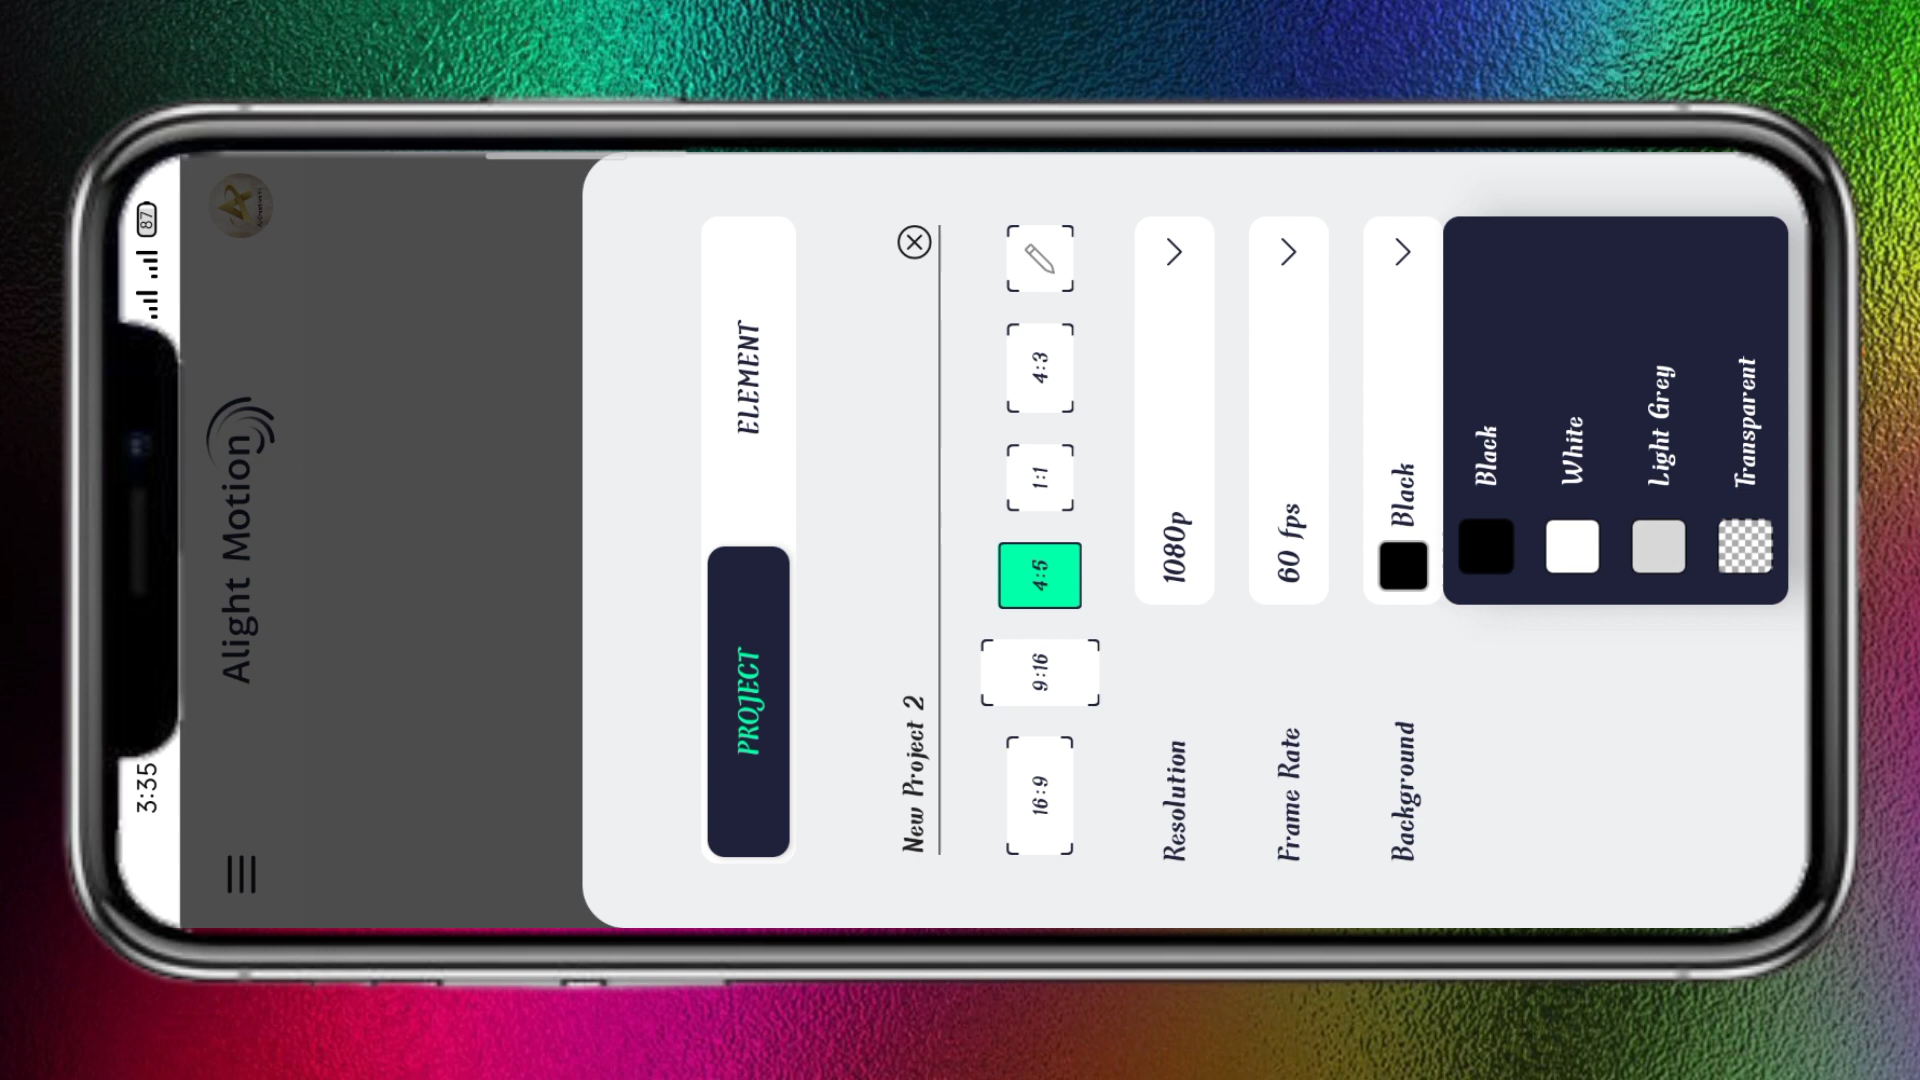 3:35
87
Alight Motion
PROJECT ELEMENT
New Project 2
16:9 9:16 4:5 1:1 4:3
Resolution 1080p
Frame Rate 60 fps
Background Black
Black
White
Light Grey
Transparent